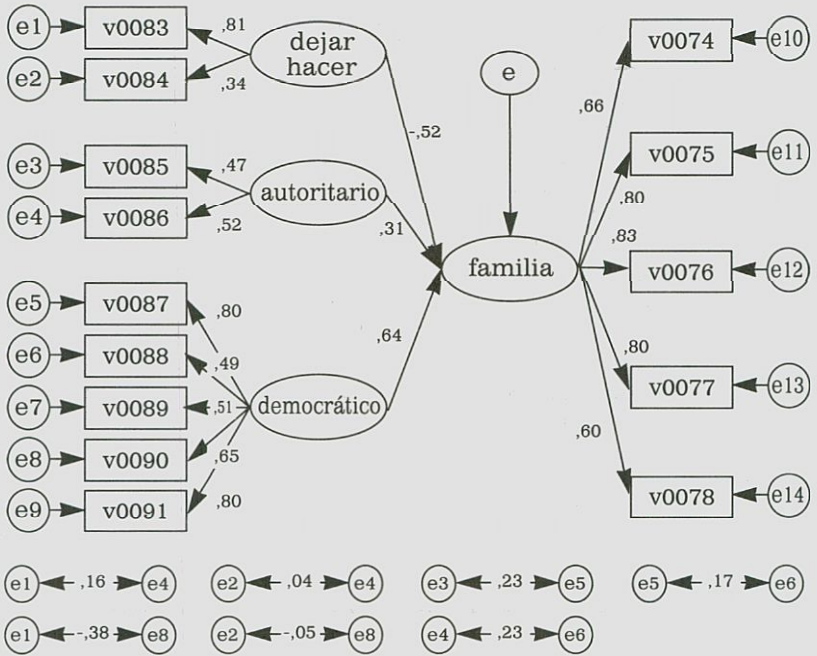 e1 v0083 ,81
dejar
hacer
e2 v0084 ,34
-,52
e3 v0085 ,47
autoritario
e4 v0086 ,52
,31
e5 v0087 ,80
e6 v0088 ,49
e7 v0089 ,51
democrático
e8 v0090 ,65
e9 v0091 ,80
,64
e
familia
,66 v0074 e10
,80 v0075 e11
,83 v0076 e12
,80 v0077 e13
,60 v0078 e14
e1 ,16 e4 e2 ,04 e4 e3 ,23 e5 e5 ,17 e6
e1 -,38 e8 e2 -,05 e8 e4 ,23 e6